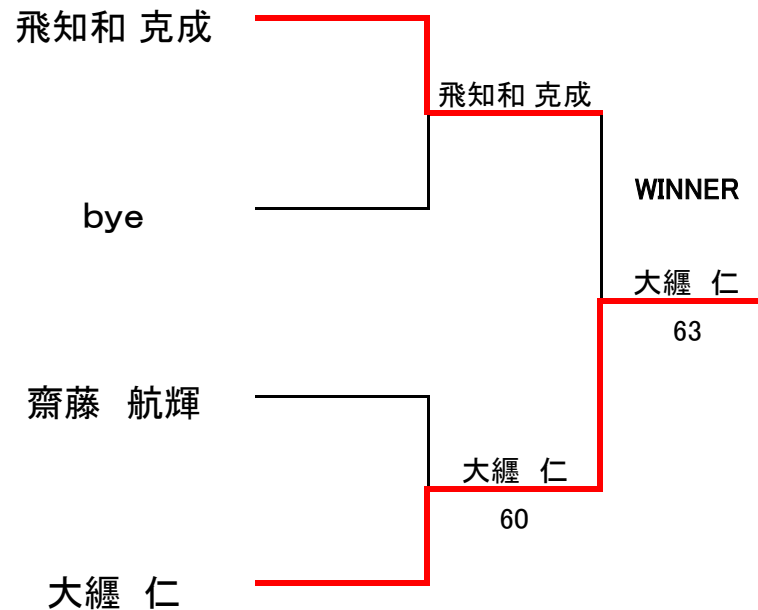 飛知和 克成
飛知和 克成
WINNER
bye
大纒　仁
63
齋藤　航輝
大纒　仁
60
大纒　仁